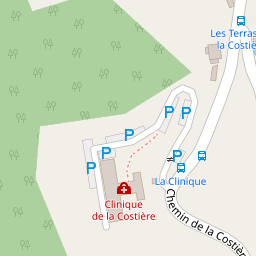 Les Terras
la Costiè
P
P
P
P
P
P
La Clinique
Clinique
de la Costière
Chemin de la Costiè